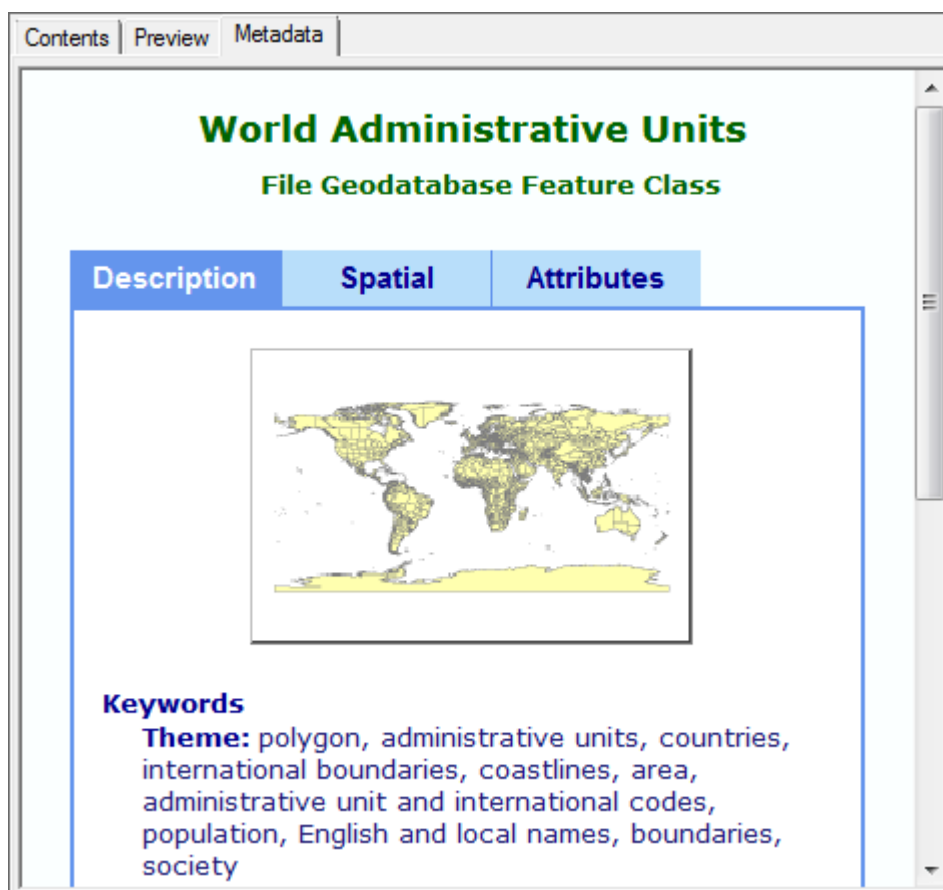 Contents Preview Metadata
World Administrative Units
File Geodatabase Feature Class
Description Spatial Attributes
Keywords
Theme: polygon, administrative units, countries,
international boundaries, coastlines, area,
administrative unit and international codes,
population, English and local names, boundaries,
society